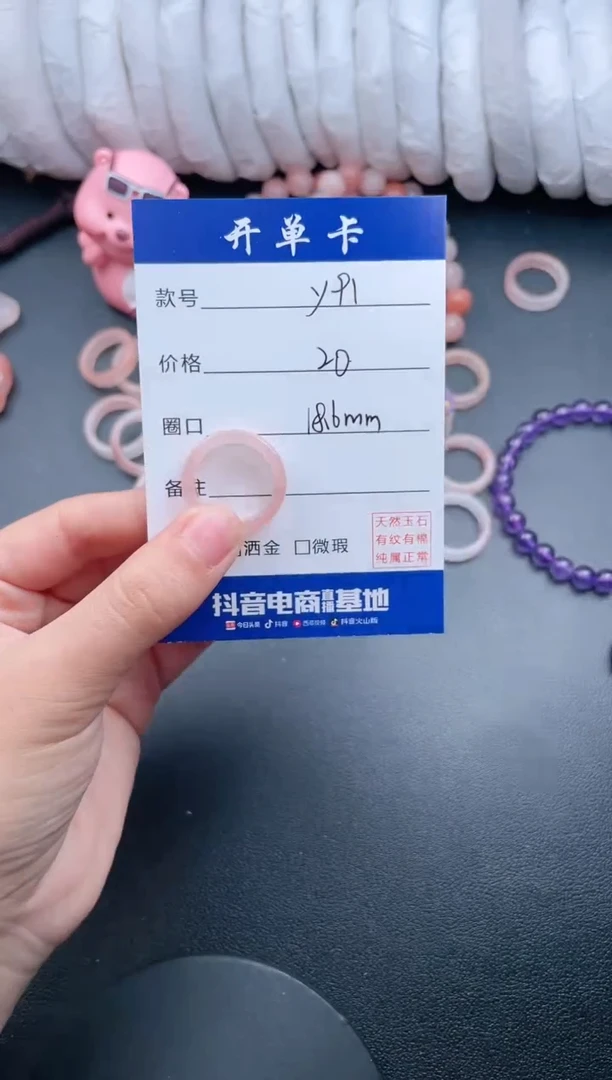 开单卡
款号 y91
价格 20
圈口 18.6mm
备注
洒金 □微瑕
天然玉石
有纹有棉
纯属正常
抖音电商直播基地
今日头条 抖音 西瓜视频 抖音火山版